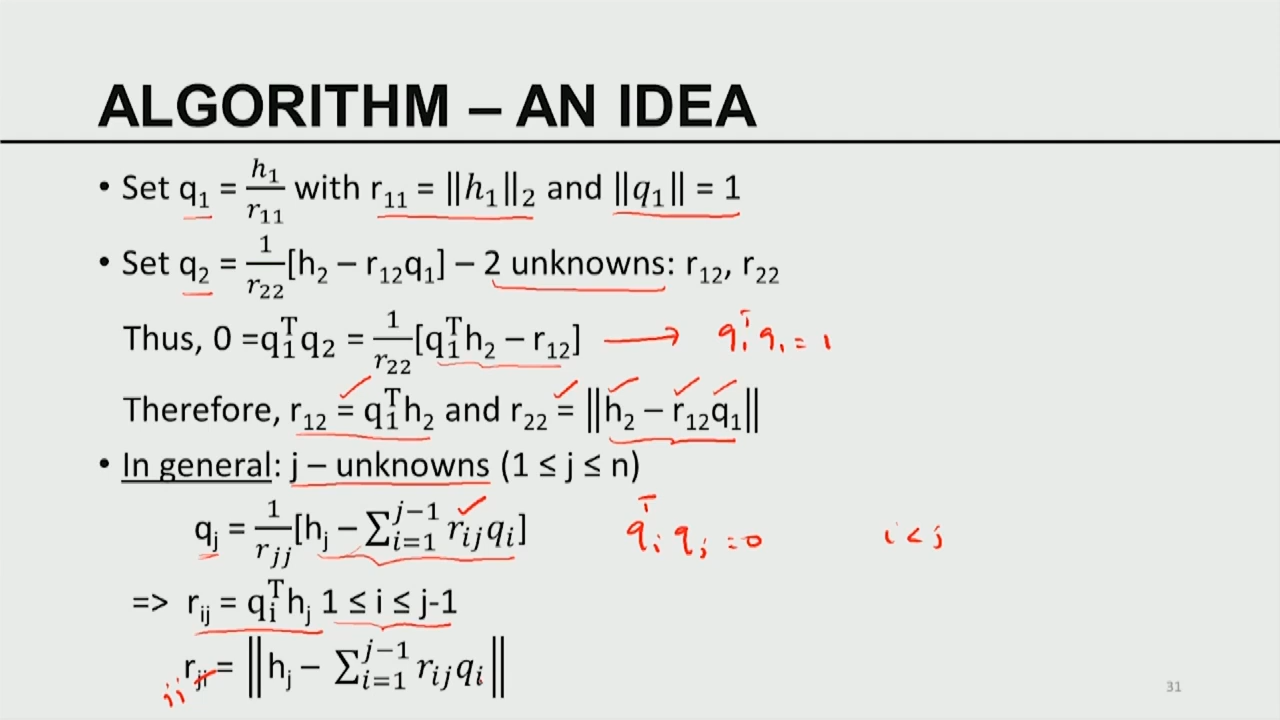 ALGORITHM – AN IDEA
• Set q₁ = h₁/r₁₁ with r₁₁ = ‖h₁‖₂ and ‖q₁‖ = 1
• Set q₂ = 1/r₂₂ [h₂ – r₁₂q₁] – 2 unknowns: r₁₂, r₂₂
Thus, 0 =q₁ᵀq₂ = 1/r₂₂ [q₁ᵀh₂ – r₁₂] → q₁ᵀq₁ = 1
Therefore, r₁₂ = q₁ᵀh₂ and r₂₂ = ‖h₂ – r₁₂q₁‖
• In general: j – unknowns (1 ≤ j ≤ n)
qⱼ = 1/rⱼⱼ [hⱼ – ∑ᵢ₌₁ʲ⁻¹ rᵢⱼqᵢ] qᵢᵀqⱼ = 0 i < j
=> rᵢⱼ = qᵢᵀhⱼ 1 ≤ i ≤ j-1
rⱼᵢ = ‖hⱼ – ∑ᵢ₌₁ʲ⁻¹ rᵢⱼqᵢ‖
jj
31